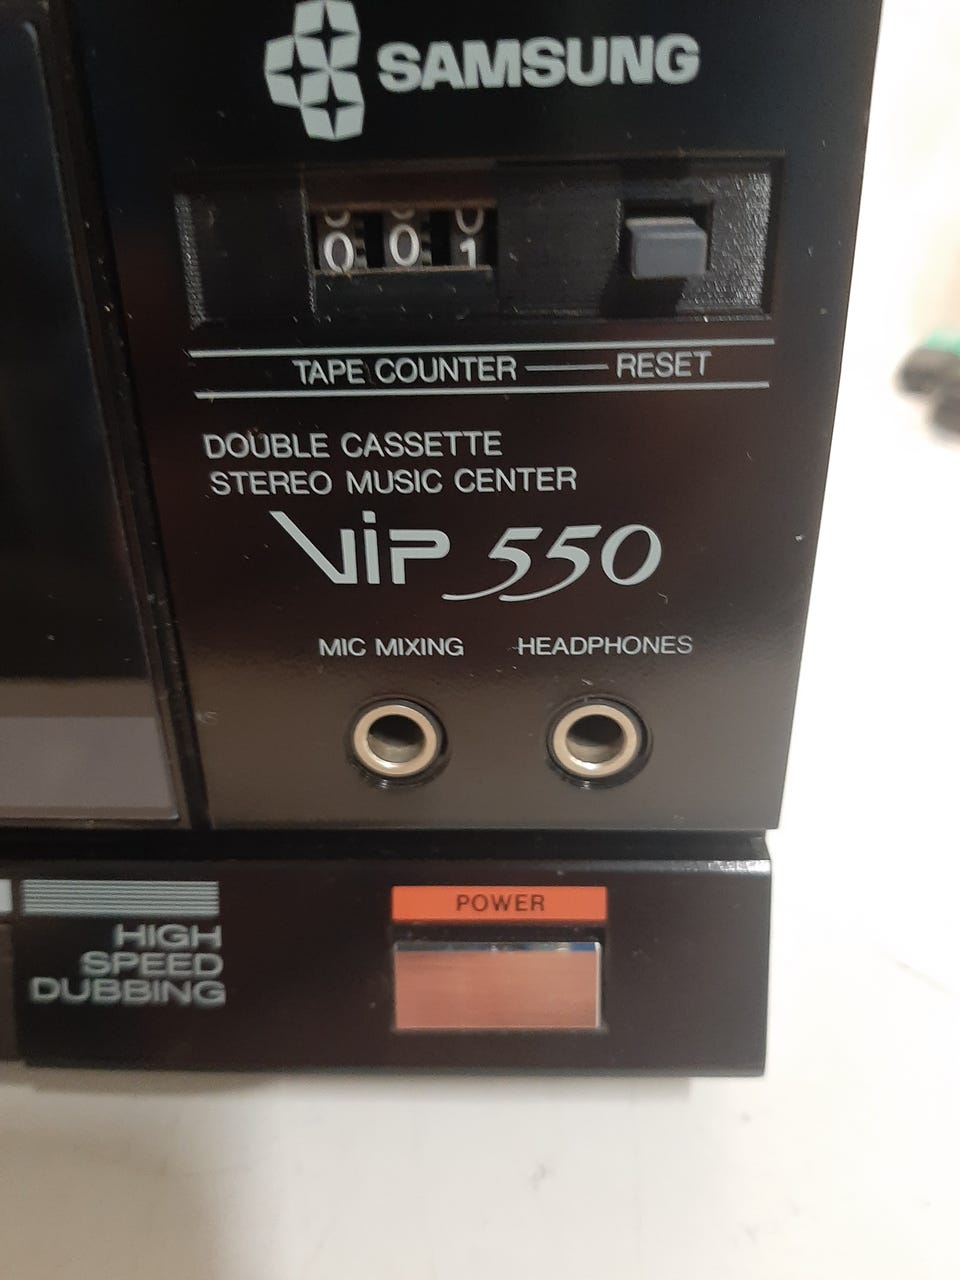 SAMSUNG
001
TAPE COUNTER RESET
DOUBLE CASSETTE
STEREO MUSIC CENTER
ViP 550
MIC MIXING HEADPHONES
POWER
HIGH
SPEED
DUBBING